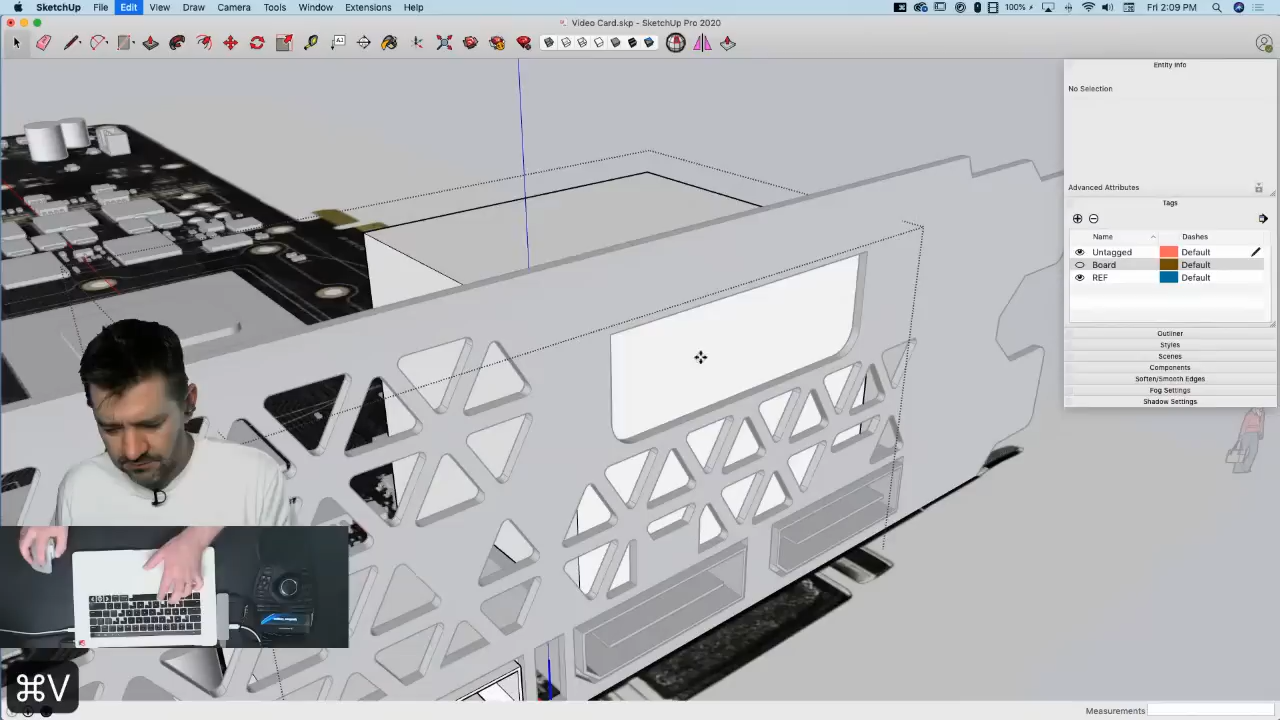 SketchUp File Edit View Draw Camera Tools Window Extensions Help
100% Fri 2:09 PM
Video Card.skp - SketchUp Pro 2020
Entity Info
No Selection
Advanced Attributes
Tags
Name Dashes
Untagged Default
Board Default
REF Default
Outliner
Styles
Scenes
Components
Soften/Smooth Edges
Fog Settings
Shadow Settings
⌘V
Measurements